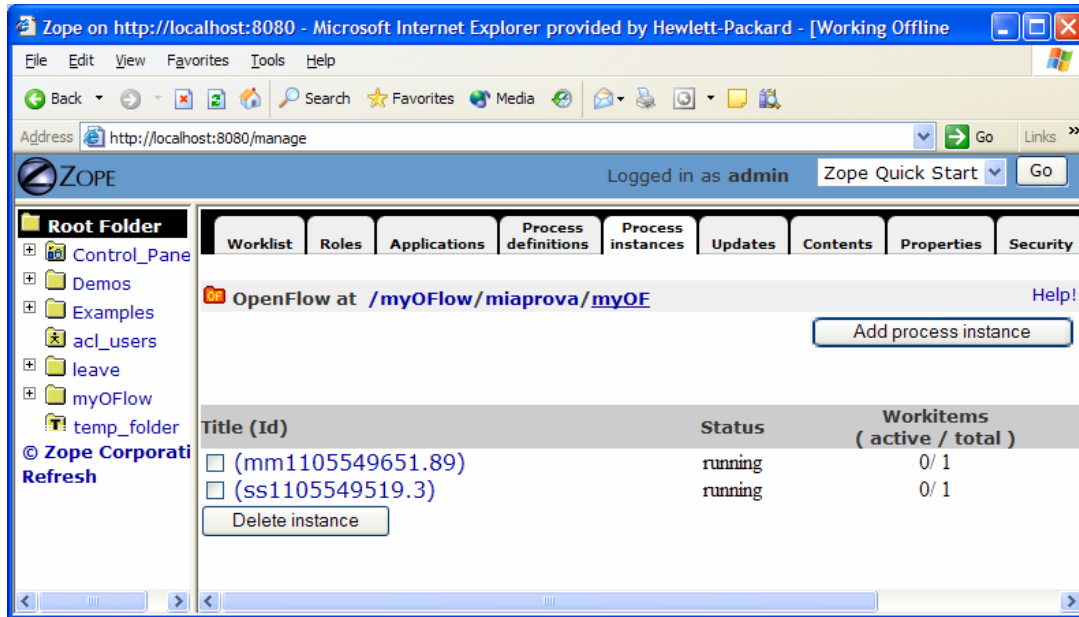 Zope on http://localhost:8080 - Microsoft Internet Explorer provided by Hewlett-Packard - [Working Offline
File Edit View Favorites Tools Help
Back Search Favorites Media
Address http://localhost:8080/manage Go Links »
ZOPE Logged in as admin Zope Quick Start Go
Root Folder
Control_Pane
Demos
Examples
acl_users
leave
myOFlow
temp_folder
© Zope Corporati
Refresh
Worklist Roles Applications Process definitions Process instances Updates Contents Properties Security
OF OpenFlow at /myOFlow/miaprova/myOF Help!
Add process instance
Title (Id) Status Workitems
( active / total )
(mm1105549651.89) running 0/ 1
(ss1105549519.3) running 0/ 1
Delete instance